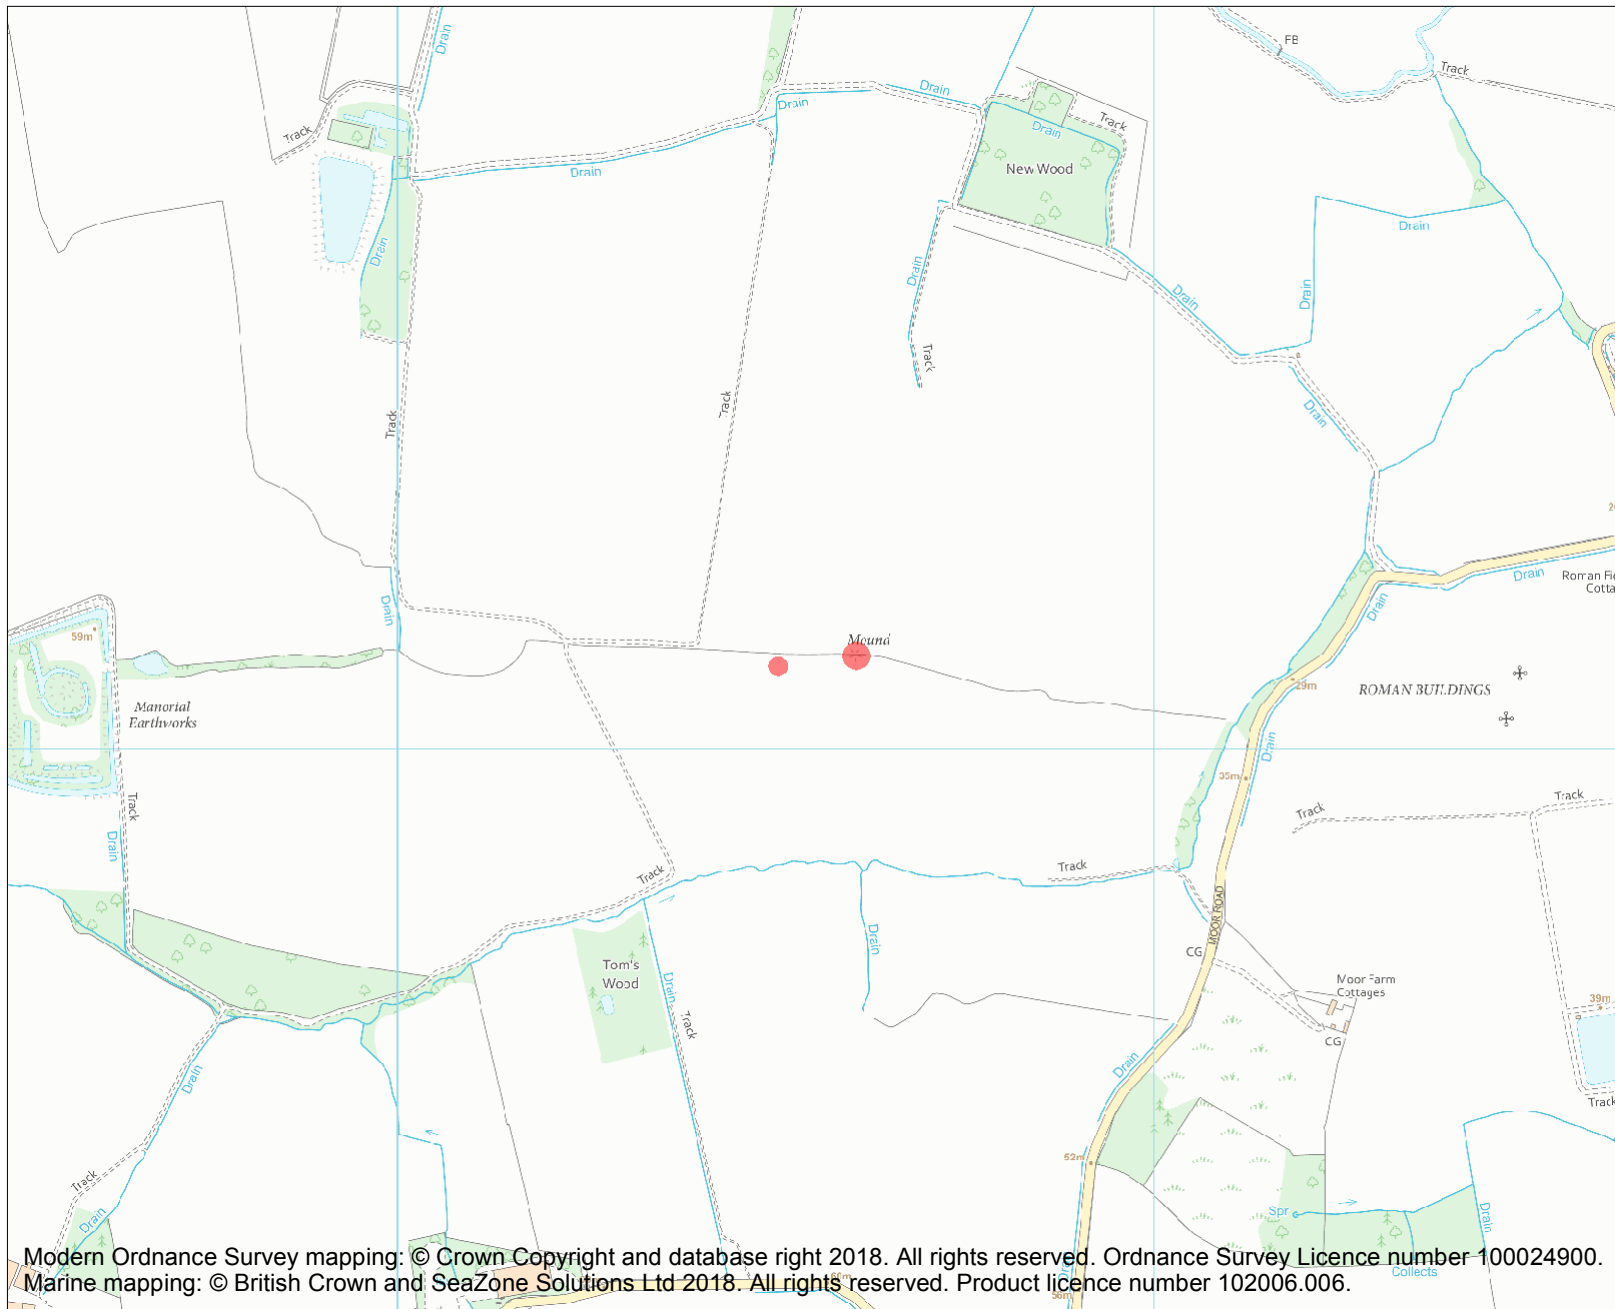 Drain
FB
Track
Drain
Drain
Track
Track
Drain
New Wood
Drain
Drain
Drain
Drain
Drain
Drain
Track
Track
Track
Drain
Drain
Drain
Roman
59m
Mound
29m
ROMAN BUILDINGS
Manorial
Earthworks
Drain
35m
Track
Track
Track
Drain
Track
Track
MOOR ROAD
Drain
CG
Tom's
Wood
Drain
Track
Moor Farm
Cottages
39m
CG
Drain
Drain
Track
52m
Track
Drain
Spr
Drain
Modern Ordnance Survey mapping: © Crown Copyright and database right 2018. All rights reserved. Ordnance Survey Licence number 100024900.
Marine mapping: © British Crown and SeaZone Solutions Ltd 2018. All rights reserved. Product licence number 102006.006.
Collects
56m